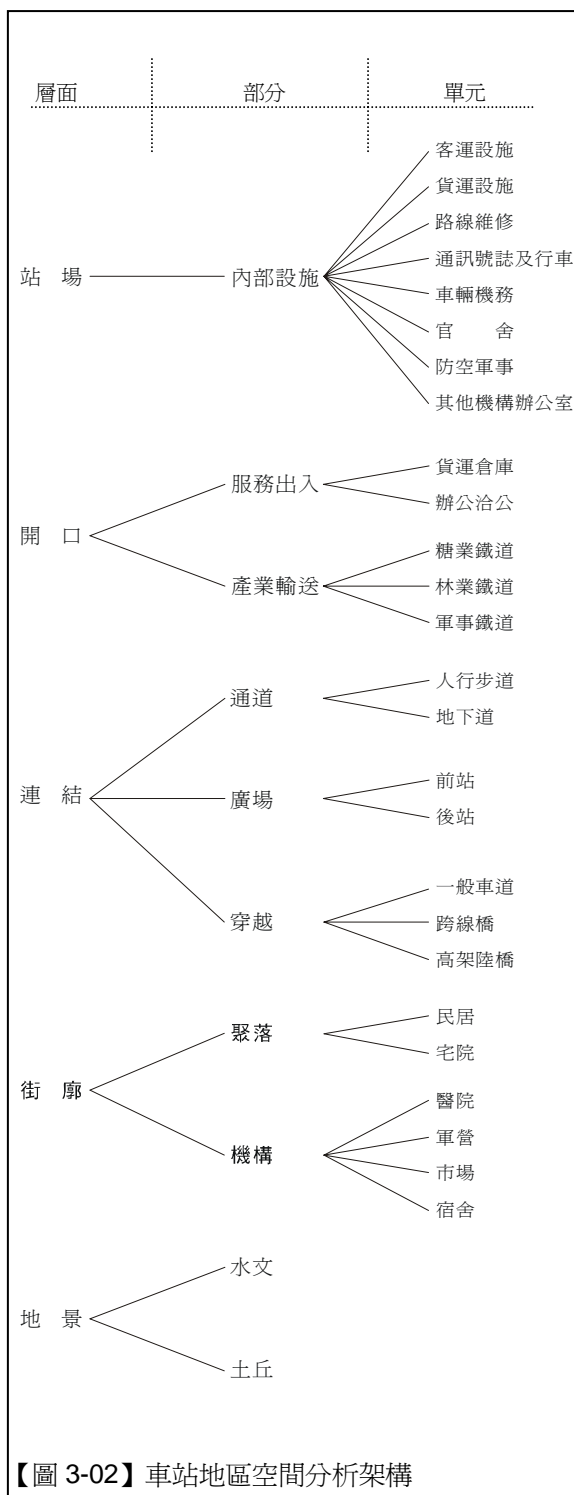 層面 部分 單元
客運設施
貨運設施
路線維修
通訊號誌及行車
站 場 內部設施 車輛機務
官 舍
防空軍事
其他機構辦公室
貨運倉庫
服務出入
辦公洽公
開 口
糖業鐵道
產業輸送 林業鐵道
軍事鐵道
人行步道
通道
地下道
前站
連 結 廣場
後站
一般車道
穿越 跨線橋
高架陸橋
民居
聚落
宅院
街 廓
醫院
軍營
機構
市場
宿舍
水文
地 景
土丘
【圖 3-02】車站地區空間分析架構